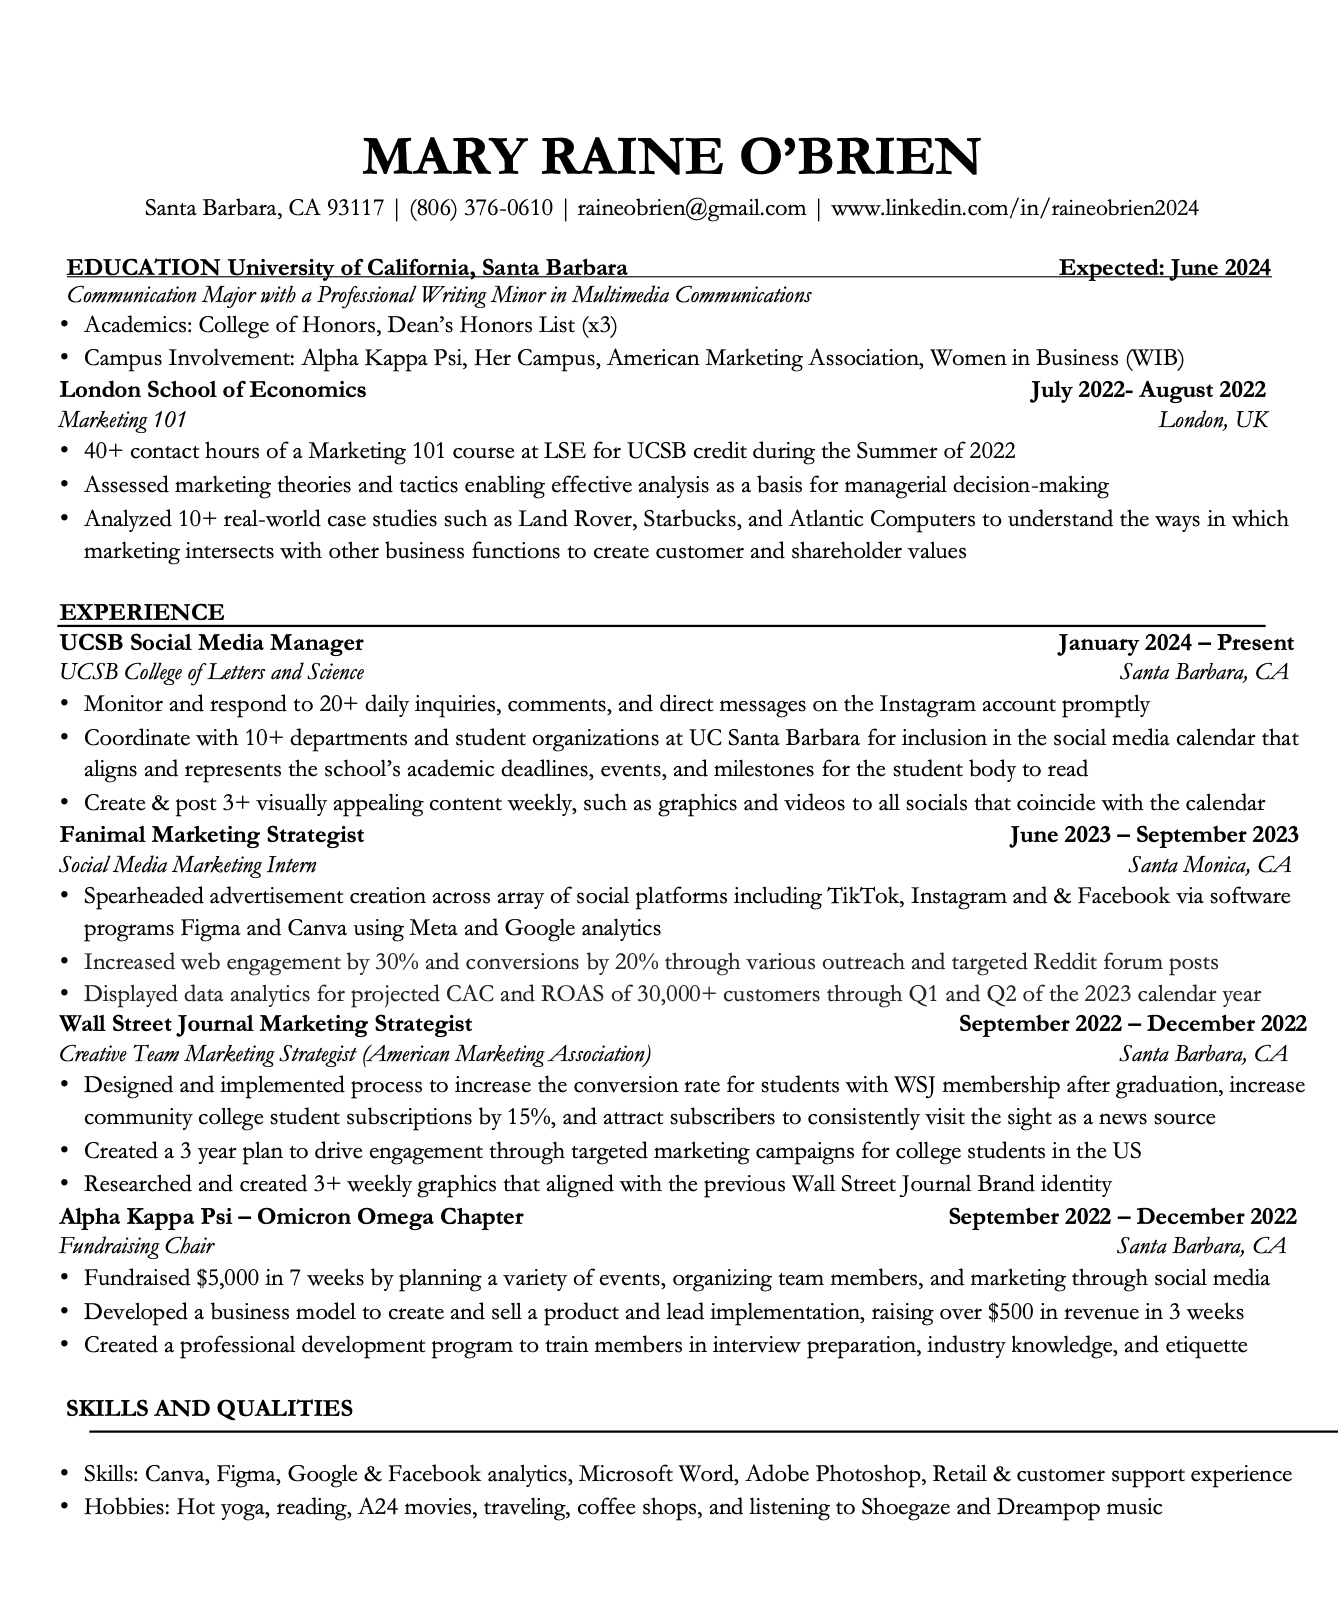 MARY RAINE O’BRIEN
Santa Barbara, CA 93117 | (806) 376-0610 | raineobrien@gmail.com | www.linkedin.com/in/raineobrien2024
EDUCATION University of California, Santa Barbara Expected: June 2024
Communication Major with a Professional Writing Minor in Multimedia Communications
• Academics: College of Honors, Dean’s Honors List (x3)
• Campus Involvement: Alpha Kappa Psi, Her Campus, American Marketing Association, Women in Business (WIB)
London School of Economics July 2022- August 2022
Marketing 101 London, UK
• 40+ contact hours of a Marketing 101 course at LSE for UCSB credit during the Summer of 2022
• Assessed marketing theories and tactics enabling effective analysis as a basis for managerial decision-making
• Analyzed 10+ real-world case studies such as Land Rover, Starbucks, and Atlantic Computers to understand the ways in which
marketing intersects with other business functions to create customer and shareholder values
EXPERIENCE
UCSB Social Media Manager January 2024 – Present
UCSB College of Letters and Science Santa Barbara, CA
• Monitor and respond to 20+ daily inquiries, comments, and direct messages on the Instagram account promptly
• Coordinate with 10+ departments and student organizations at UC Santa Barbara for inclusion in the social media calendar that
aligns and represents the school’s academic deadlines, events, and milestones for the student body to read
• Create & post 3+ visually appealing content weekly, such as graphics and videos to all socials that coincide with the calendar
Fanimal Marketing Strategist June 2023 – September 2023
Social Media Marketing Intern Santa Monica, CA
• Spearheaded advertisement creation across array of social platforms including TikTok, Instagram and & Facebook via software
programs Figma and Canva using Meta and Google analytics
• Increased web engagement by 30% and conversions by 20% through various outreach and targeted Reddit forum posts
• Displayed data analytics for projected CAC and ROAS of 30,000+ customers through Q1 and Q2 of the 2023 calendar year
Wall Street Journal Marketing Strategist September 2022 – December 2022
Creative Team Marketing Strategist (American Marketing Association) Santa Barbara, CA
• Designed and implemented process to increase the conversion rate for students with WSJ membership after graduation, increase
community college student subscriptions by 15%, and attract subscribers to consistently visit the sight as a news source
• Created a 3 year plan to drive engagement through targeted marketing campaigns for college students in the US
• Researched and created 3+ weekly graphics that aligned with the previous Wall Street Journal Brand identity
Alpha Kappa Psi – Omicron Omega Chapter September 2022 – December 2022
Fundraising Chair Santa Barbara, CA
• Fundraised $5,000 in 7 weeks by planning a variety of events, organizing team members, and marketing through social media
• Developed a business model to create and sell a product and lead implementation, raising over $500 in revenue in 3 weeks
• Created a professional development program to train members in interview preparation, industry knowledge, and etiquette
SKILLS AND QUALITIES
• Skills: Canva, Figma, Google & Facebook analytics, Microsoft Word, Adobe Photoshop, Retail & customer support experience
• Hobbies: Hot yoga, reading, A24 movies, traveling, coffee shops, and listening to Shoegaze and Dreampop music